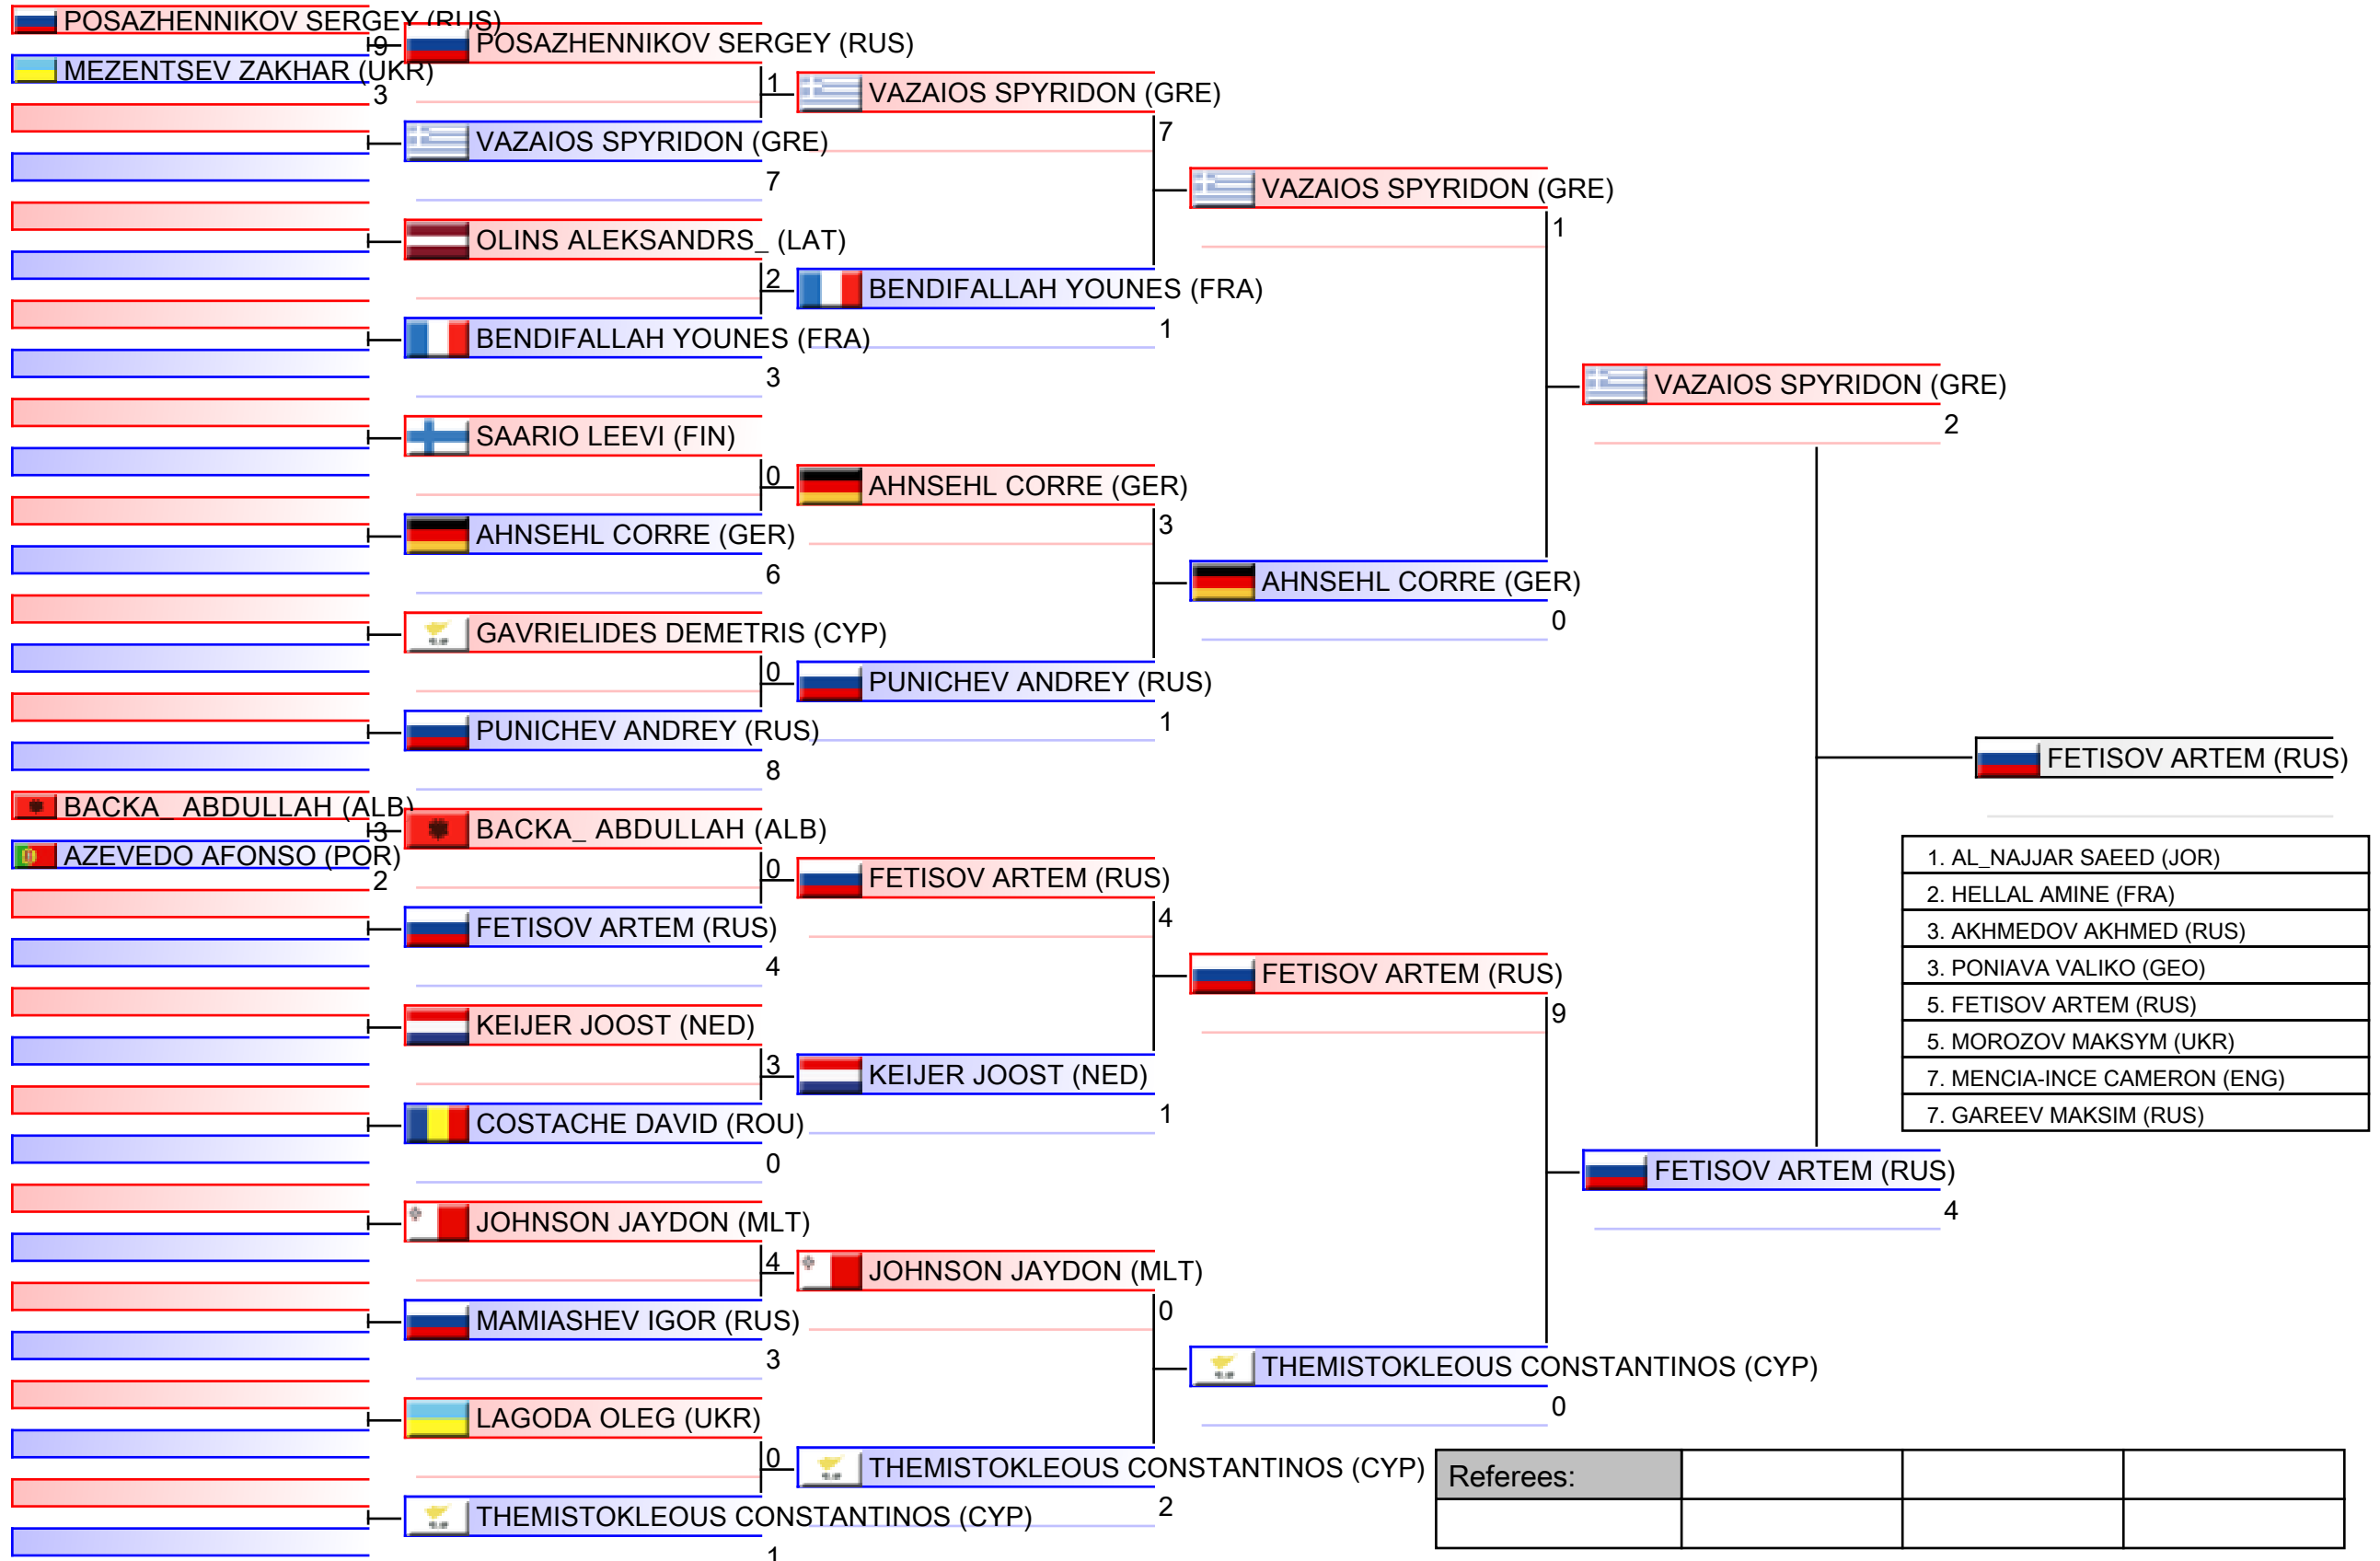 POSAZHENNIKOV SERGEY (RUS)
9
MEZENTSEV ZAKHAR (UKR)
3
BACKA_ ABDULLAH (ALB)
3
AZEVEDO AFONSO (POR)
2
POSAZHENNIKOV SERGEY (RUS)
1
VAZAIOS SPYRIDON (GRE)
7
OLINS ALEKSANDRS_ (LAT)
2
BENDIFALLAH YOUNES (FRA)
3
SAARIO LEEVI (FIN)
0
AHNSEHL CORRE (GER)
6
GAVRIELIDES DEMETRIS (CYP)
0
PUNICHEV ANDREY (RUS)
8
BACKA_ ABDULLAH (ALB)
0
FETISOV ARTEM (RUS)
4
KEIJER JOOST (NED)
3
COSTACHE DAVID (ROU)
0
JOHNSON JAYDON (MLT)
4
MAMIASHEV IGOR (RUS)
3
LAGODA OLEG (UKR)
0
THEMISTOKLEOUS CONSTANTINOS (CYP)
1
VAZAIOS SPYRIDON (GRE)
7
BENDIFALLAH YOUNES (FRA)
1
AHNSEHL CORRE (GER)
3
PUNICHEV ANDREY (RUS)
1
FETISOV ARTEM (RUS)
4
KEIJER JOOST (NED)
1
JOHNSON JAYDON (MLT)
0
THEMISTOKLEOUS CONSTANTINOS (CYP)
2
VAZAIOS SPYRIDON (GRE)
1
AHNSEHL CORRE (GER)
0
FETISOV ARTEM (RUS)
9
THEMISTOKLEOUS CONSTANTINOS (CYP)
0
VAZAIOS SPYRIDON (GRE)
2
FETISOV ARTEM (RUS)
4
FETISOV ARTEM (RUS)
1. AL_NAJJAR SAEED (JOR)
2. HELLAL AMINE (FRA)
3. AKHMEDOV AKHMED (RUS)
3. PONIAVA VALIKO (GEO)
5. FETISOV ARTEM (RUS)
5. MOROZOV MAKSYM (UKR)
7. MENCIA-INCE CAMERON (ENG)
7. GAREEV MAKSIM (RUS)
Referees: